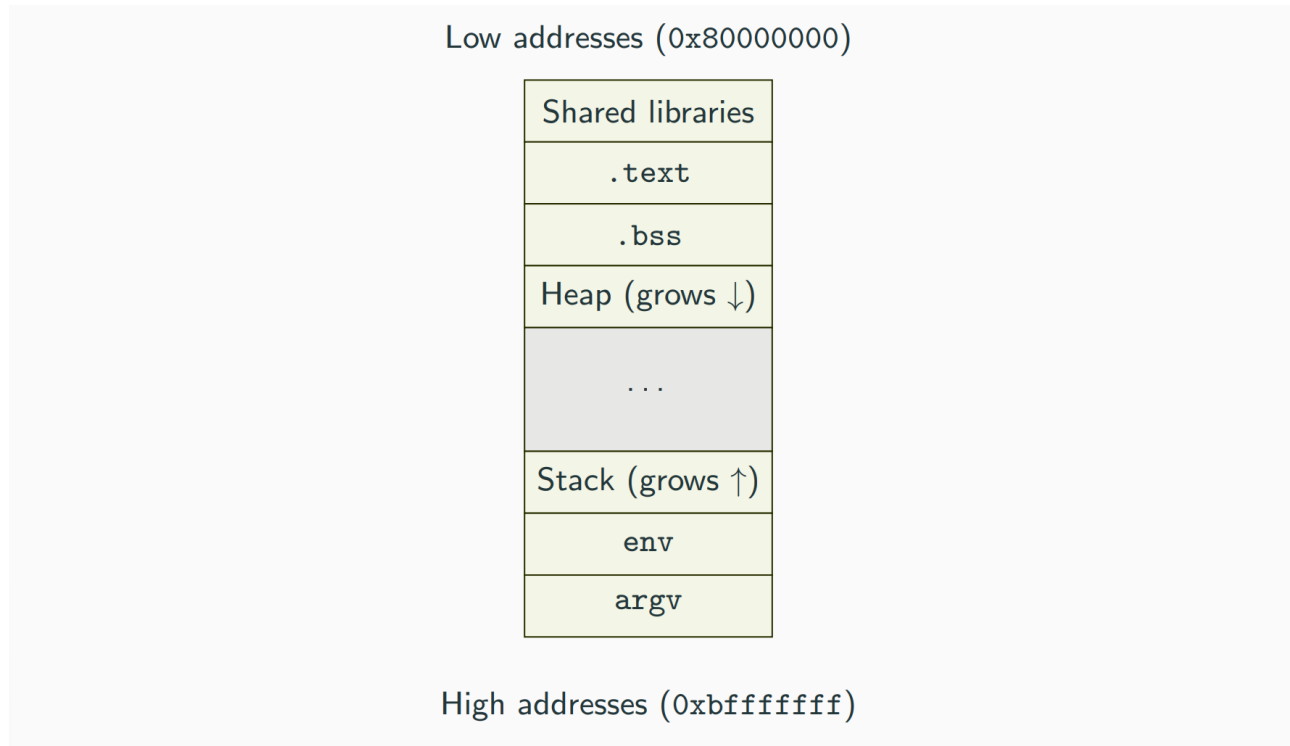 Low addresses (0x80000000)
Shared libraries
.text
.bss
Heap (grows ↓)
...
Stack (grows ↑)
env
argv
High addresses (0xbfffffff)